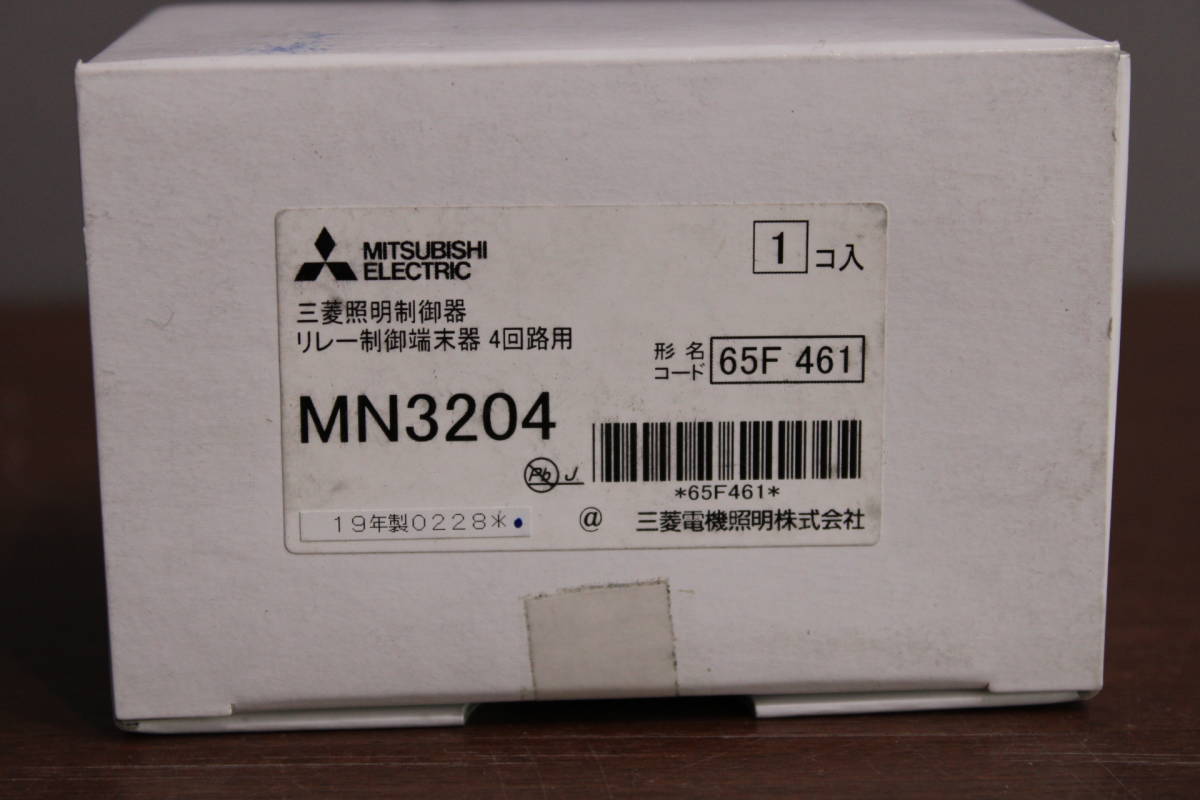 MITSUBISHI
ELECTRIC
1 コ入
三菱照明制御器
リレー制御端末器 4回路用
形名
コード 65F 461
MN3204
Pb J.
*65F461*
19年製0228*
@ 三菱電機照明株式会社